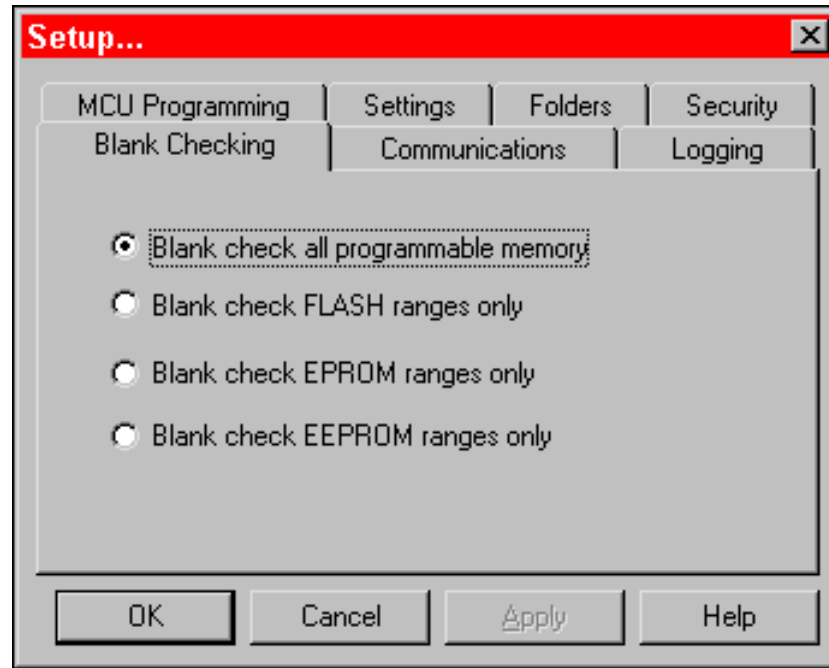 Setup...
MCU Programming Settings Folders Security
Blank Checking Communications Logging
Blank check all programmable memory
Blank check FLASH ranges only
Blank check EPROM ranges only
Blank check EEPROM ranges only
OK Cancel Apply Help